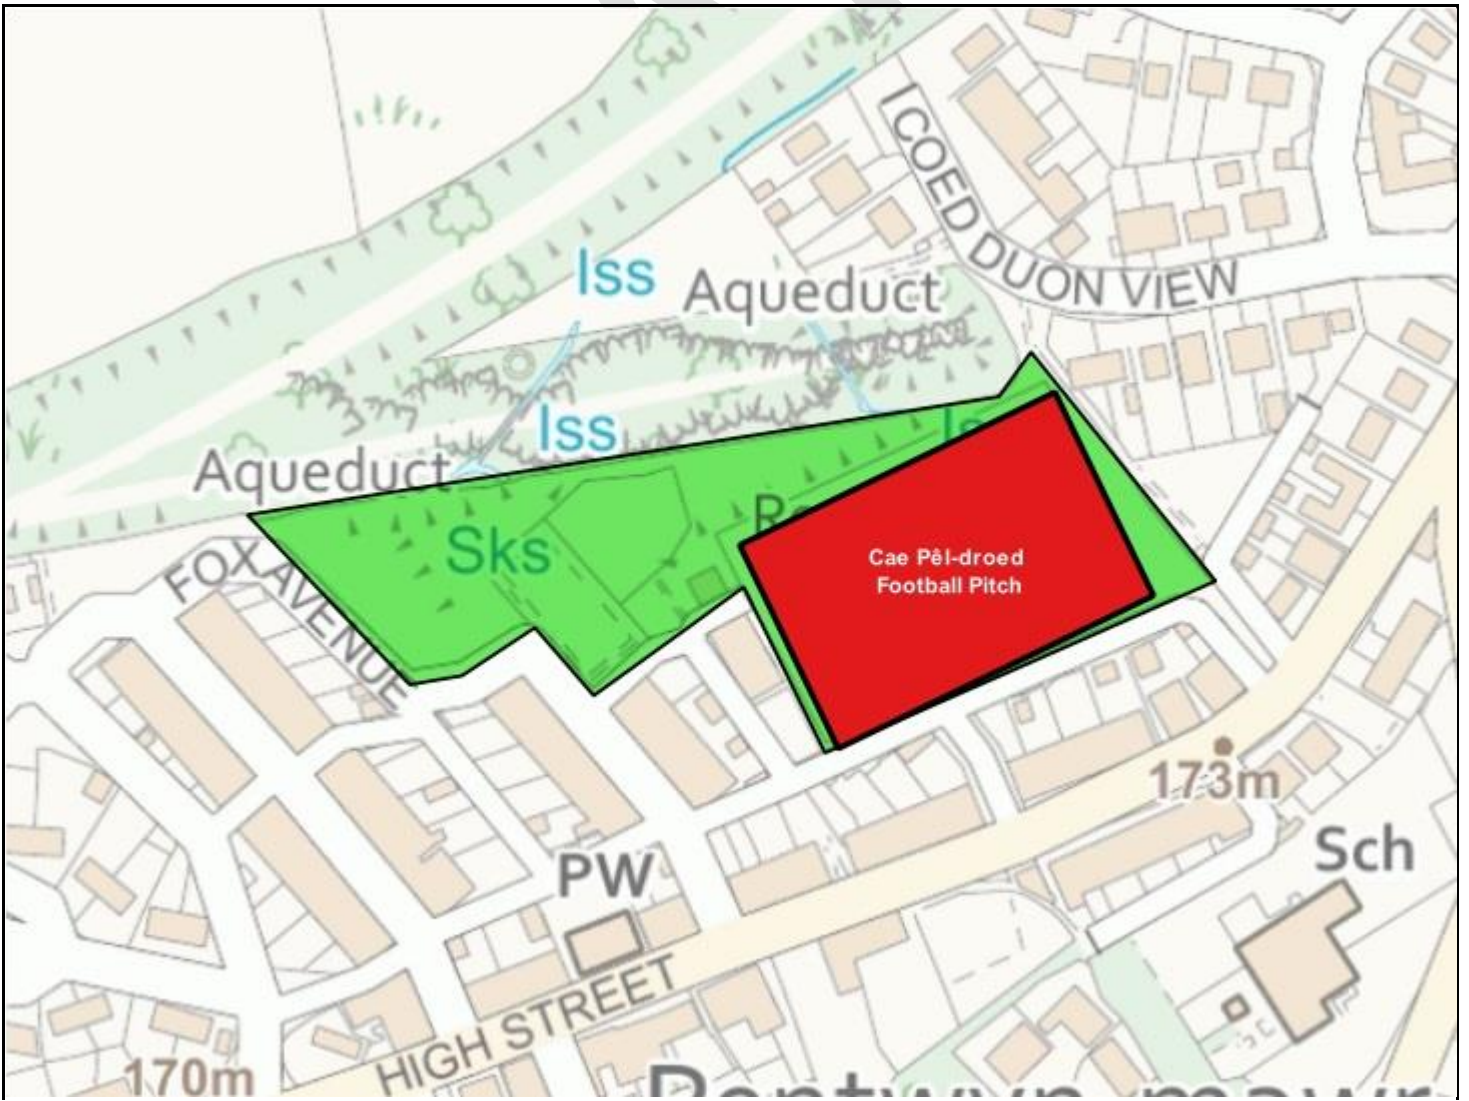 COED DUON VIEW
Iss
Aqueduct
Iss
Is
Aqueduct
Sks
FOX AVENUE
Cae Pêl-droed
Football Pitch
173m
Sch
PW
HIGH STREET
170m